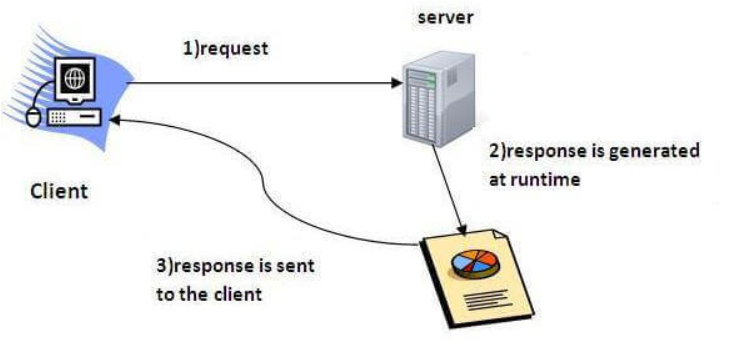 server
1)request
Client
2)response is generated
at runtime
3)response is sent
to the client